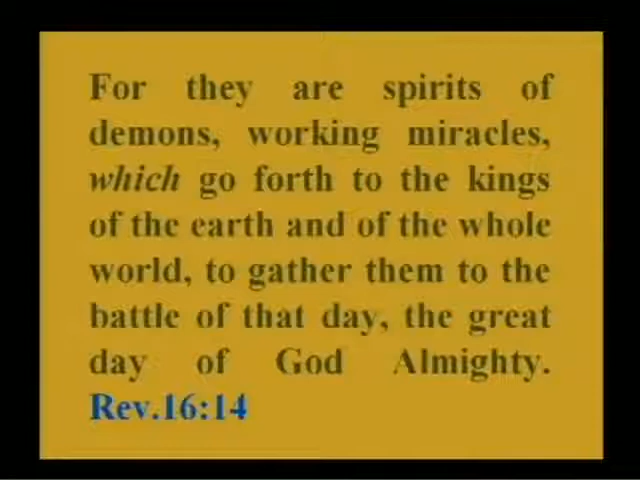 For they are spirits of
demons, working miracles,
which go forth to the kings
of the earth and of the whole
world, to gather them to the
battle of that day, the great
day of God Almighty.
Rev.16:14